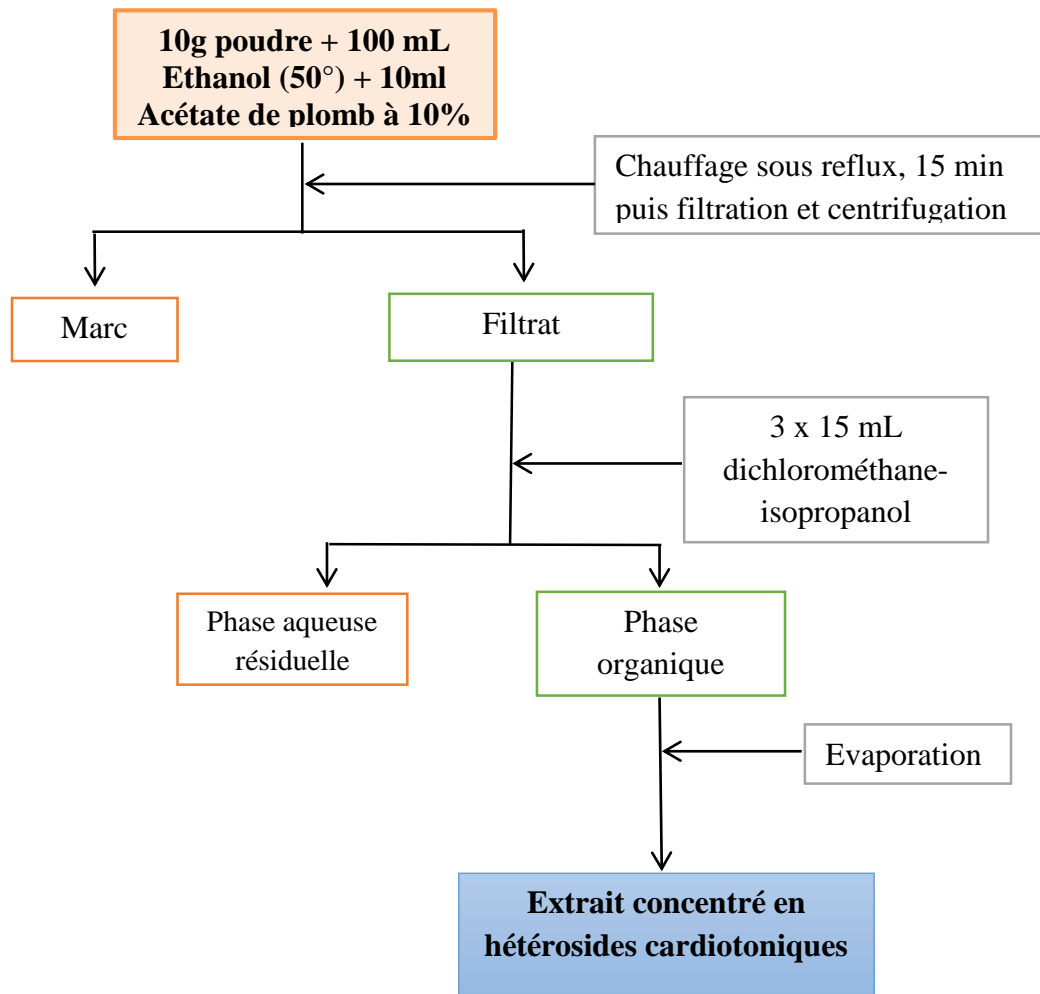 10g poudre + 100 mL
Ethanol (50°) + 10ml
Acétate de plomb à 10%
Chauffage sous reflux, 15 min
puis filtration et centrifugation
Marc
Filtrat
3 x 15 mL
dichlorométhane-
isopropanol
Phase aqueuse
résiduelle
Phase
organique
Evaporation
Extrait concentré en
hétérosides cardiotoniques